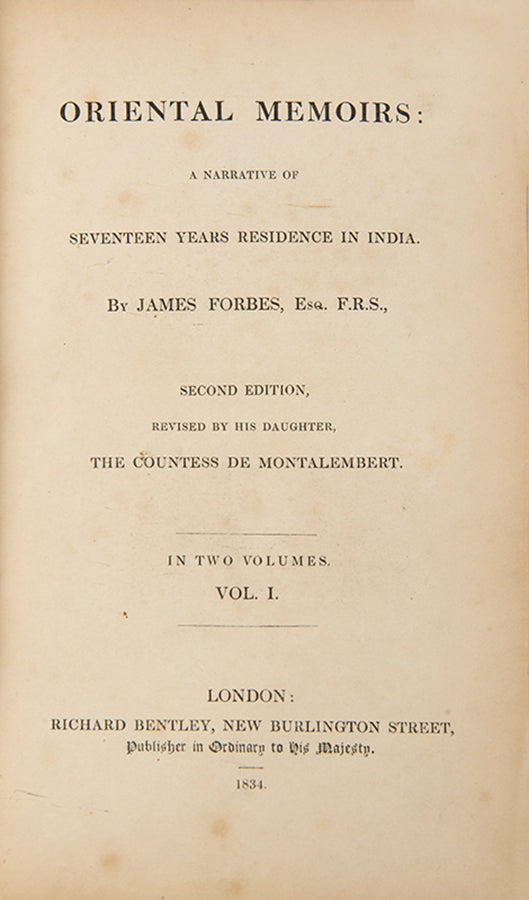 ORIENTAL MEMOIRS:
A NARRATIVE OF
SEVENTEEN YEARS RESIDENCE IN INDIA.
By JAMES FORBES, Esq. F.R.S.,
SECOND EDITION,
REVISED BY HIS DAUGHTER,
THE COUNTESS DE MONTALEMBERT.
IN TWO VOLUMES.
VOL. I.
LONDON:
RICHARD BENTLEY, NEW BURLINGTON STREET,
Publisher in Ordinary to His Majesty.
1834.